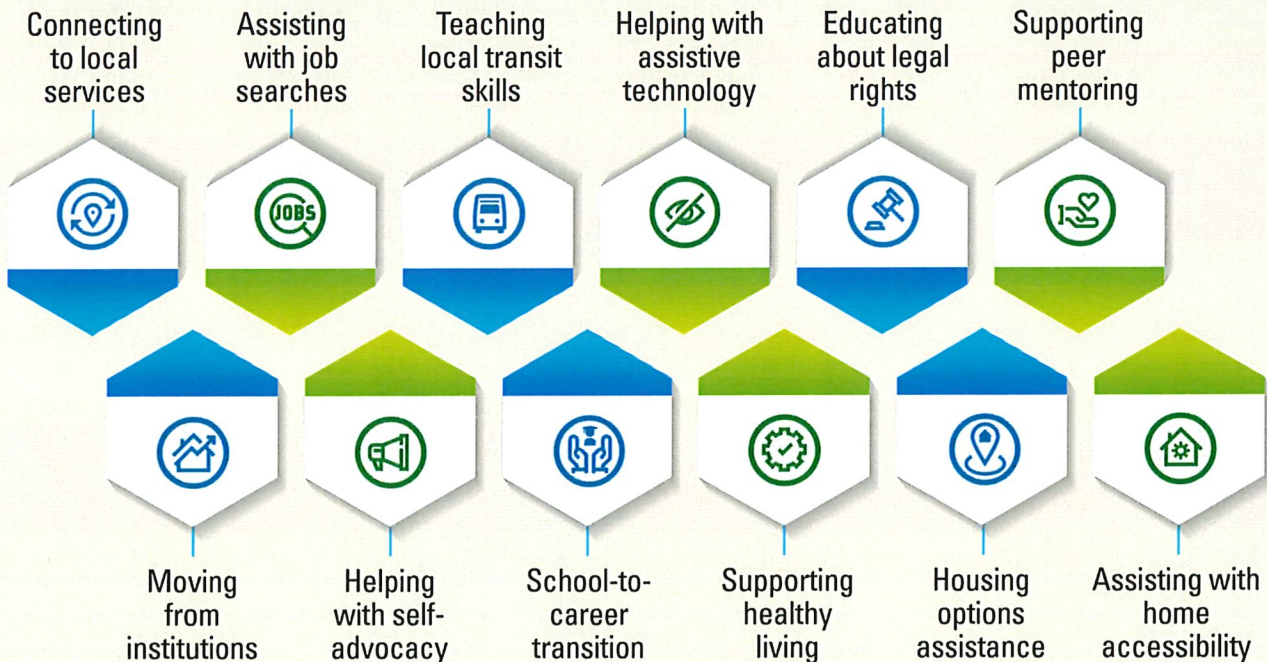 Connecting
to local
services
Assisting
with job
searches
Teaching
local transit
skills
Helping with
assistive
technology
Educating
about legal
rights
Supporting
peer
mentoring
JOBS
Moving
from
institutions
Helping
with self-
advocacy
School-to-
career
transition
Supporting
healthy
living
Housing
options
assistance
Assisting with
home
accessibility